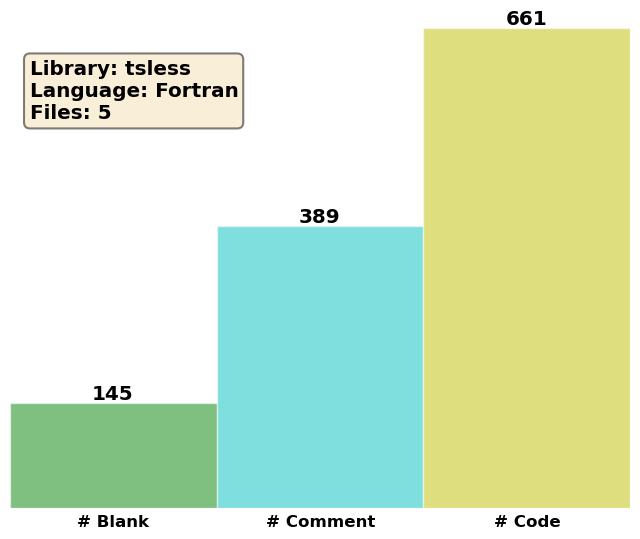 661
Library: tsless
Language: Fortran
Files: 5
389
145
# Blank
# Comment
# Code